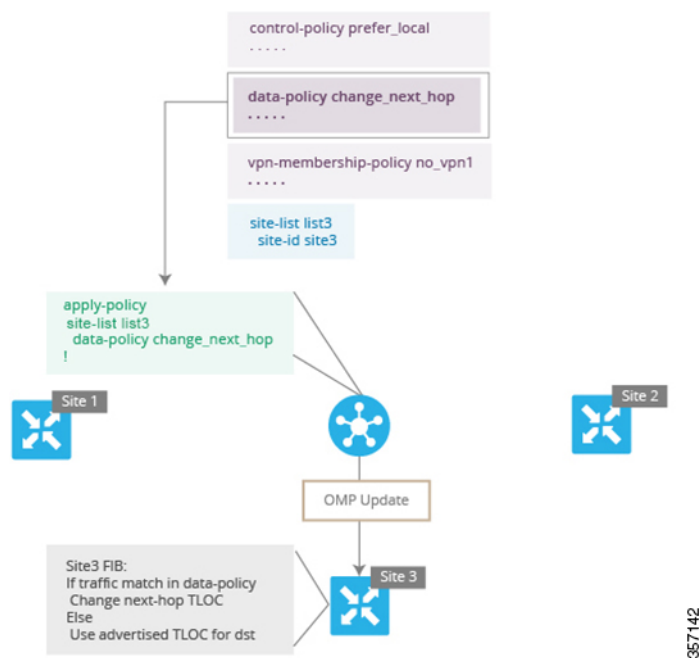 control-policy prefer_local
.....
data-policy change_next_hop
.....
vpn-membership-policy no_vpn1
.....
site-list list3
site-id site3
apply-policy
site-list list3
data-policy change_next_hop
!
Site 1
Site 2
OMP Update
Site 3
Site3 FIB:
If traffic match in data-policy
Change next-hop TLOC
Else
Use advertised TLOC for dst
357142